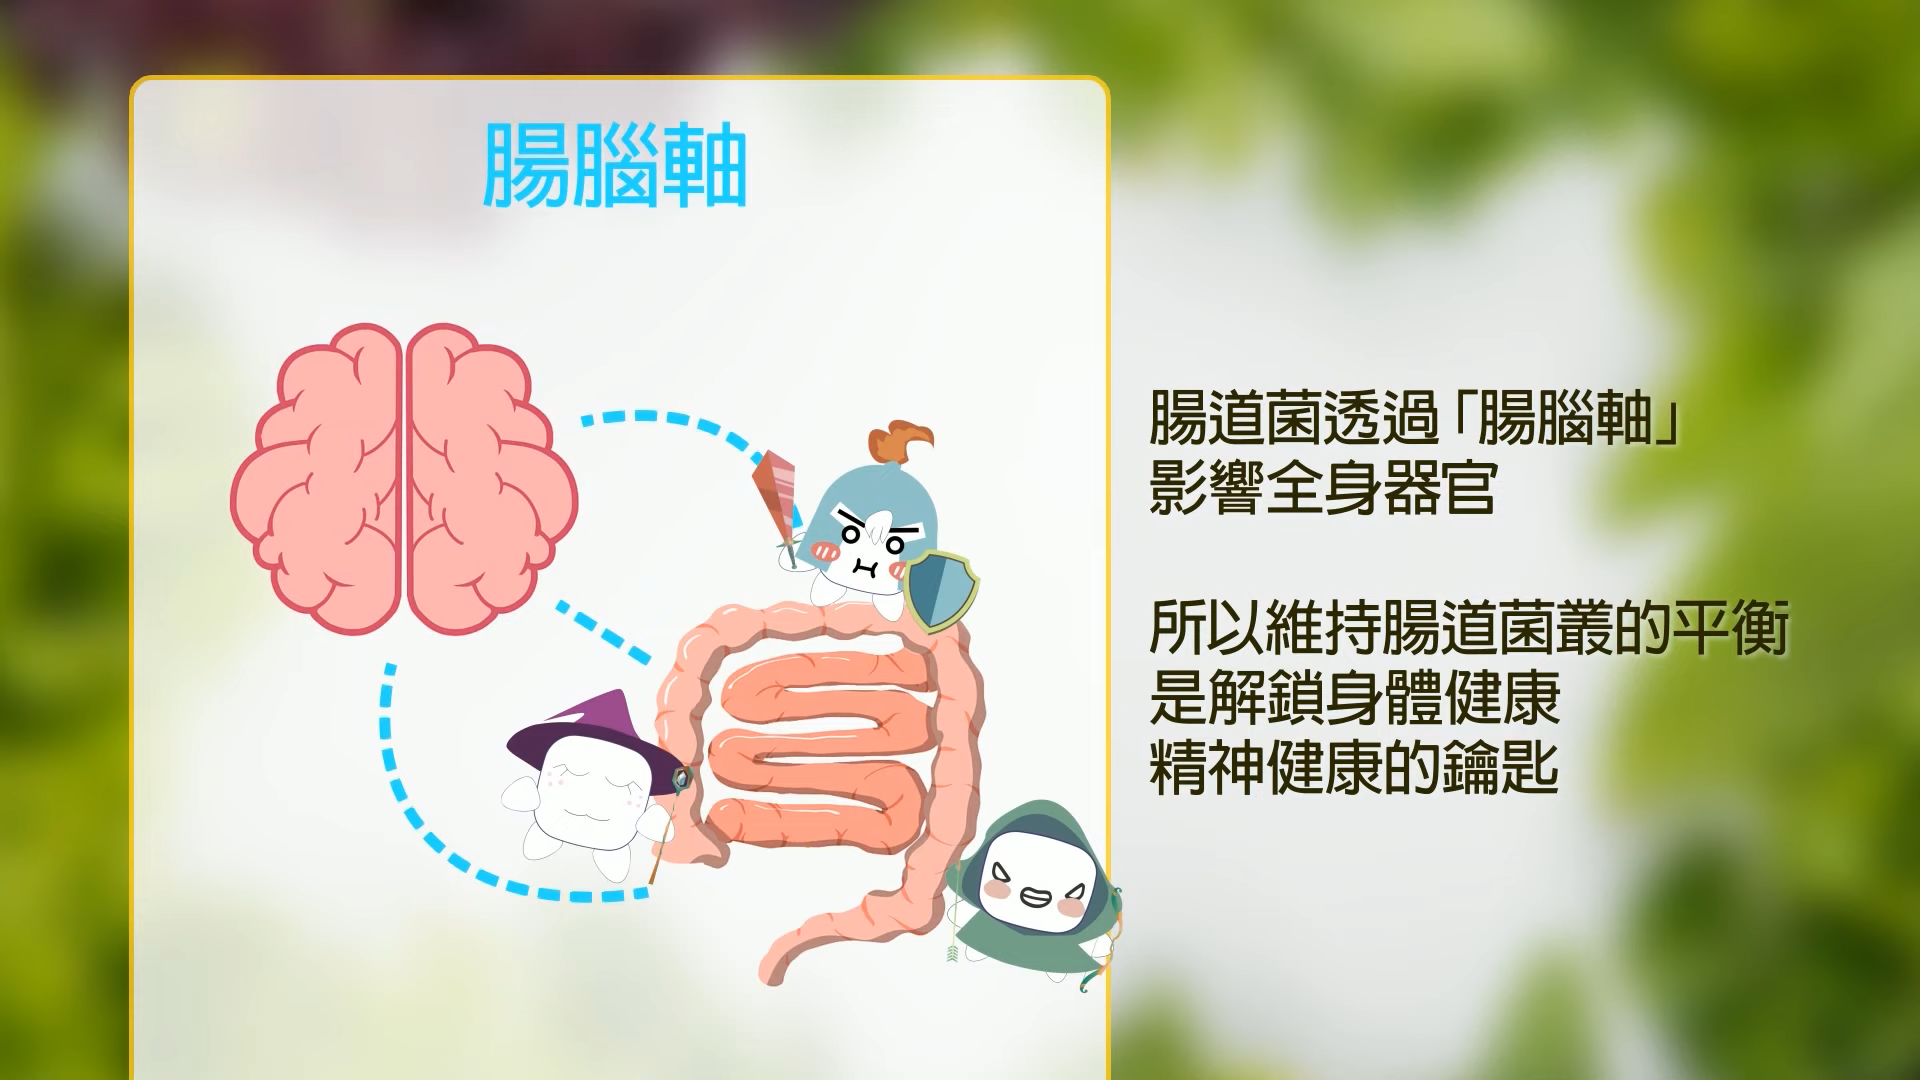 腸腦軸
腸道菌透過「腸腦軸」
影響全身器官
所以維持腸道菌叢的平衡
是解鎖身體健康
精神健康的鑰匙